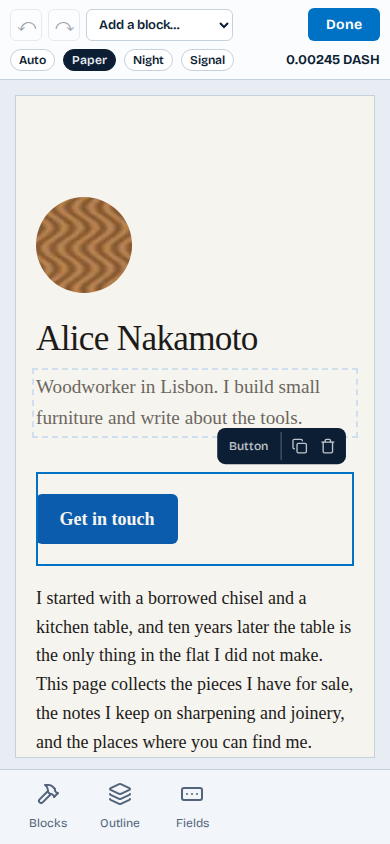 Add a block...
Done
Auto
Paper
Night
Signal
0.00245 DASH
Alice Nakamoto
Woodworker in Lisbon. I build small
furniture and write about the tools.
Button
Get in touch
I started with a borrowed chisel and a
kitchen table, and ten years later the table is
the only thing in the flat I did not make.
This page collects the pieces I have for sale,
the notes I keep on sharpening and joinery,
and the places where you can find me.
Blocks
Outline
Fields